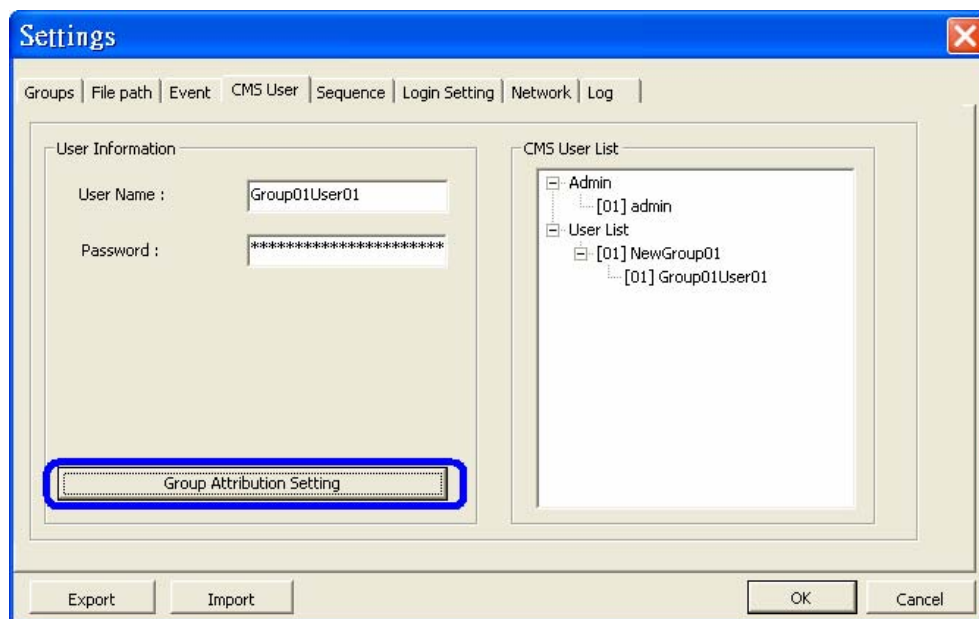 Settings
Groups File path Event CMS User Sequence Login Setting Network Log
User Information
User Name : Group01User01
Password : **********************
Group Attribution Setting
CMS User List
Admin
[01] admin
User List
[01] NewGroup01
[01] Group01User01
Export Import OK Cancel